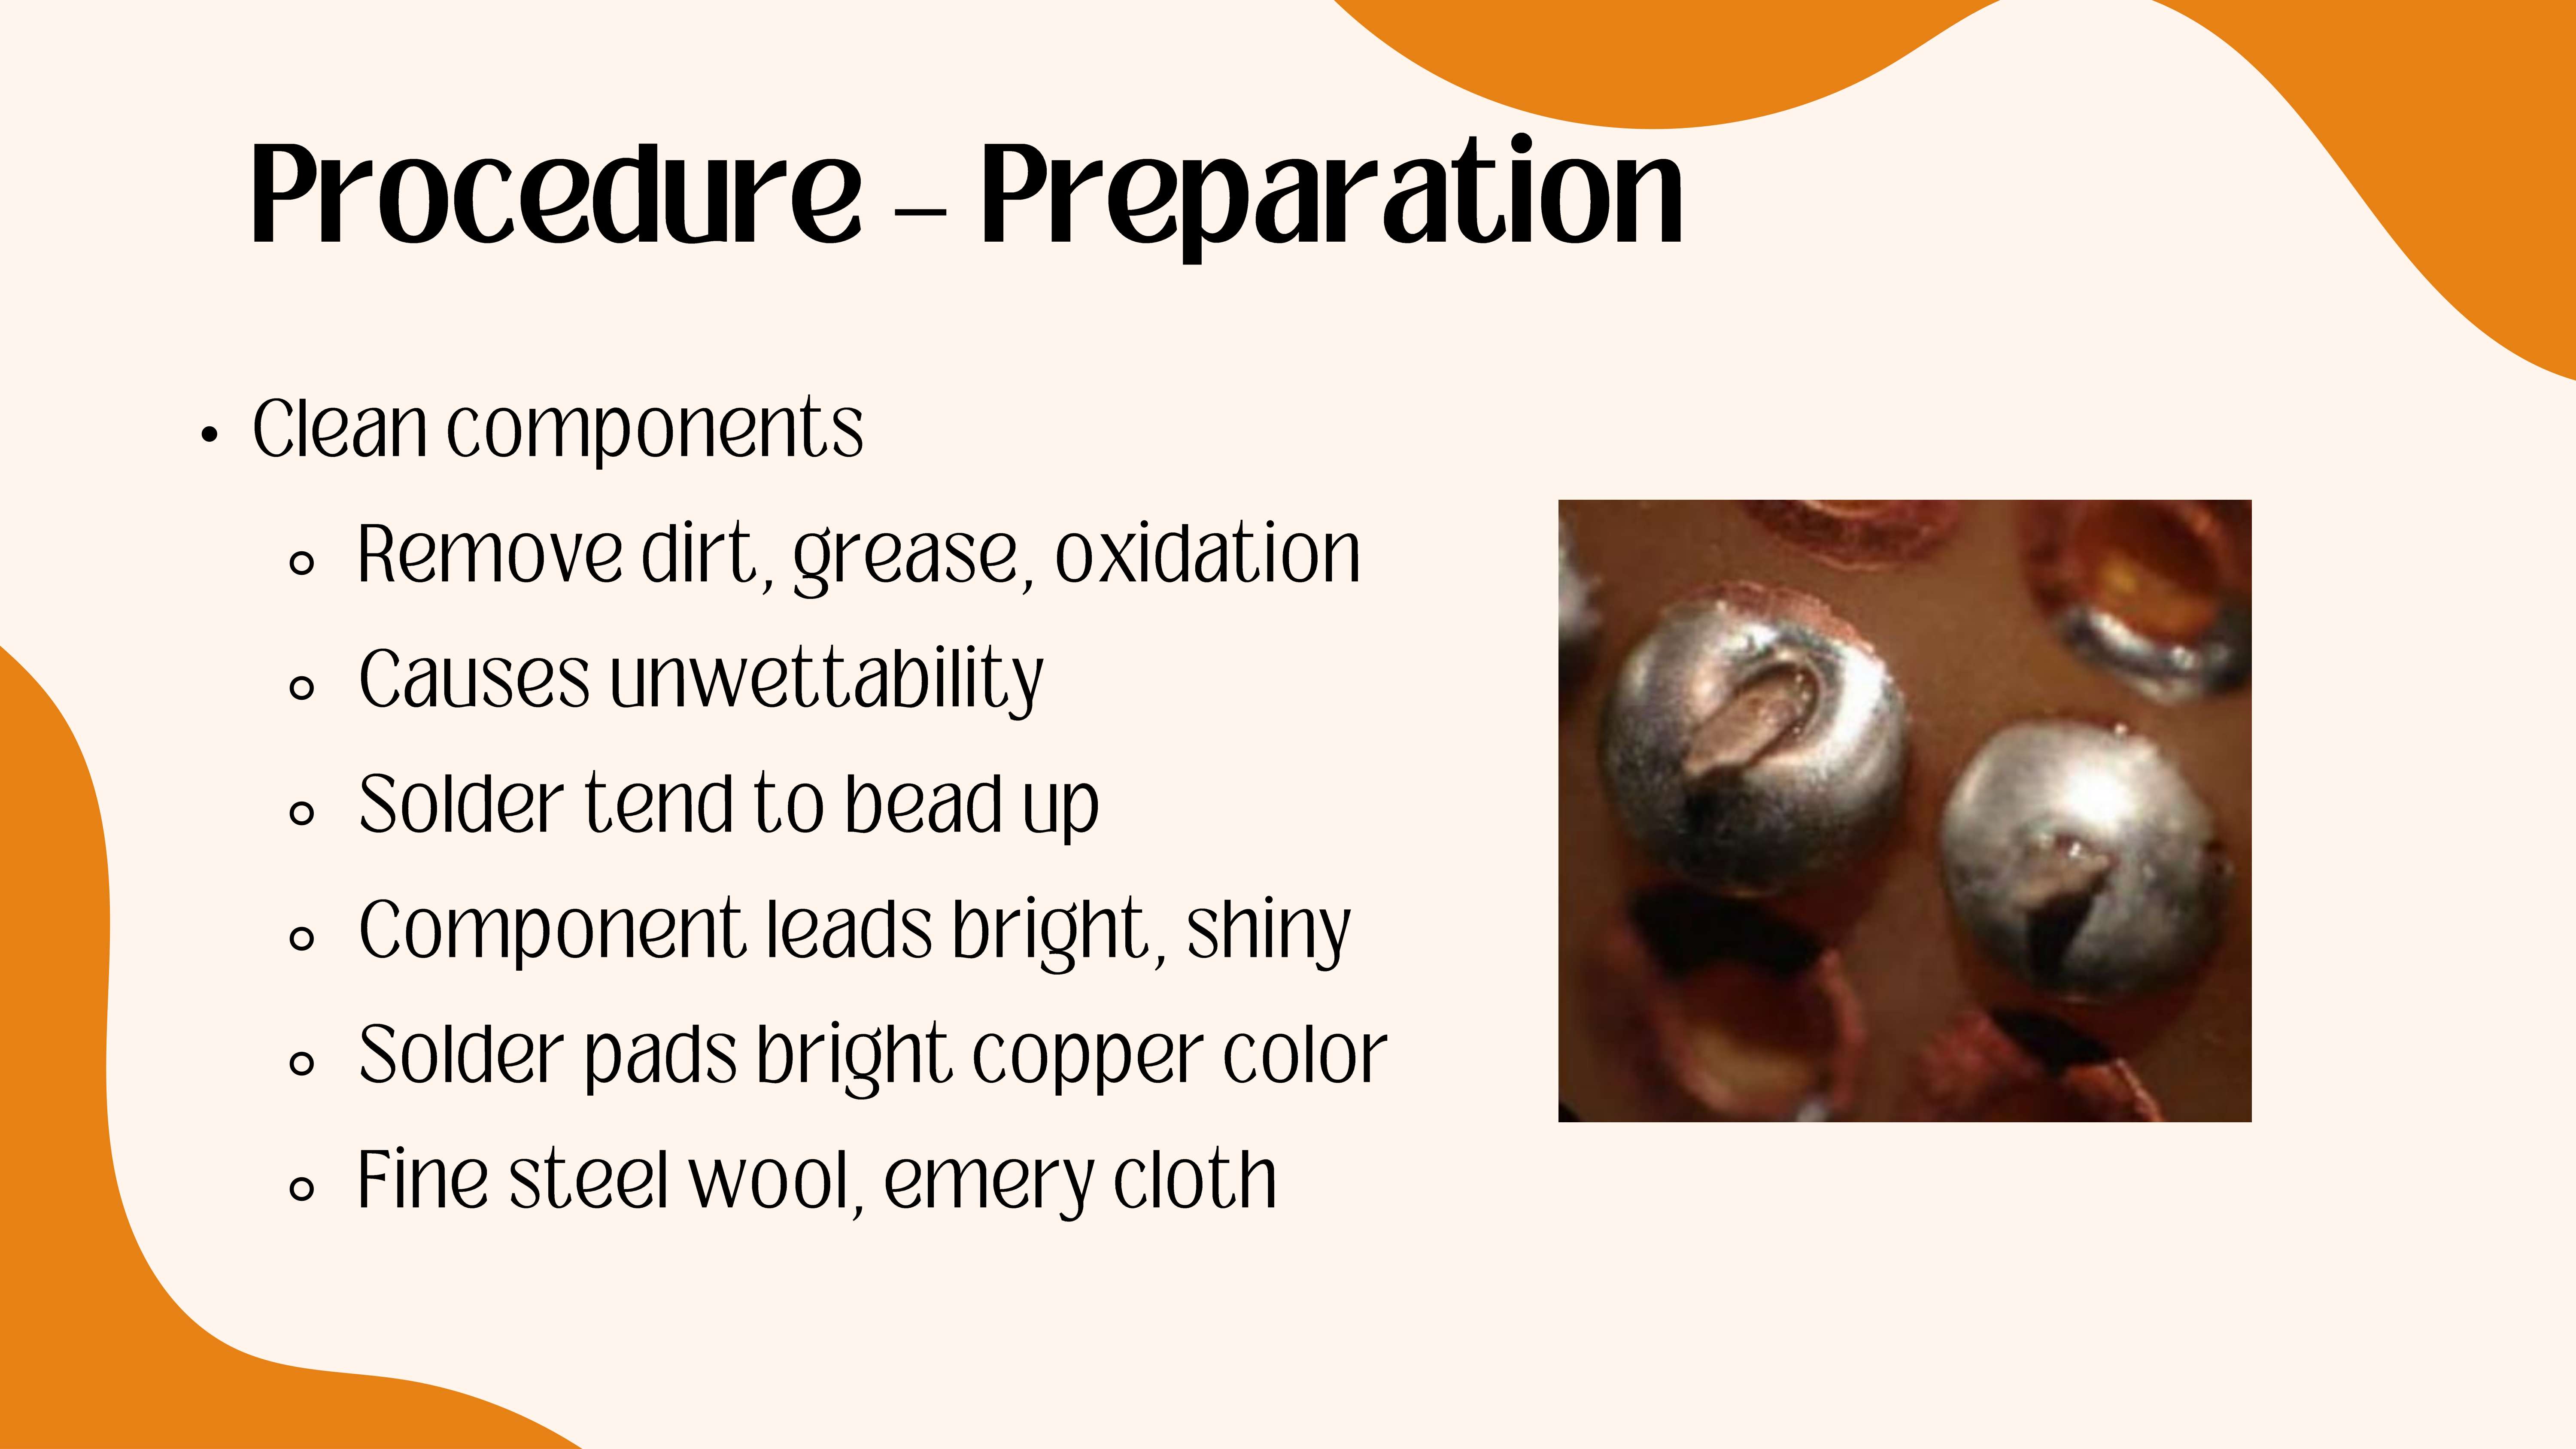 Procedure – Preparation
• Clean components
◦ Remove dirt, grease, oxidation
◦ Causes unwettability
◦ Solder tend to bead up
◦ Component leads bright, shiny
◦ Solder pads bright copper color
◦ Fine steel wool, emery cloth